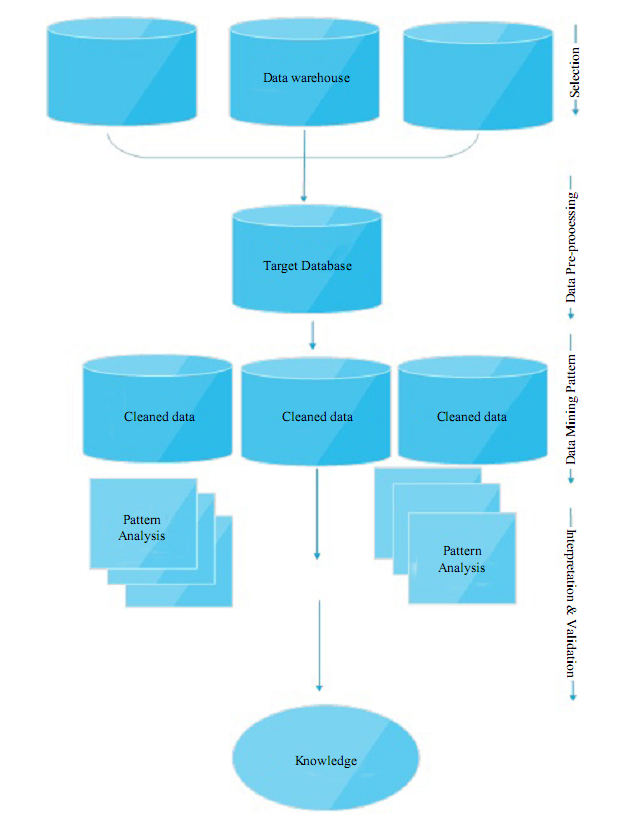 Data warehouse
Selection
Target Database
Data Pre-processing
Cleaned data
Cleaned data
Cleaned data
Data Mining Pattern
Pattern
Analysis
Pattern
Analysis
Interpretation & Validation
Knowledge